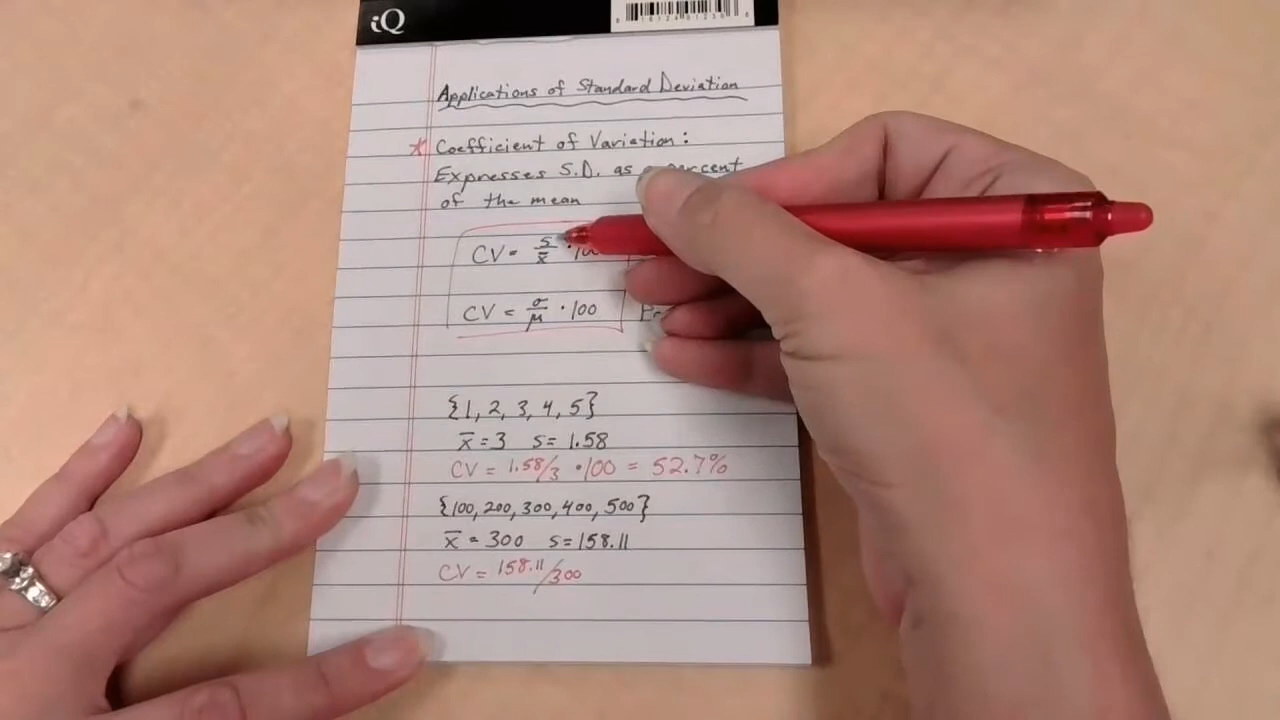 iQ
Applications of Standard Deviation
* Coefficient of Variation:
Expresses S.D. as percent
of the mean
CV = s/x̄ · 100
CV = σ/μ · 100
{1, 2, 3, 4, 5}
x̄ = 3 s = 1.58
CV = 1.58/3 · 100 = 52.7%
{100, 200, 300, 400, 500}
x̄ = 300 s = 158.11
CV = 158.11/300